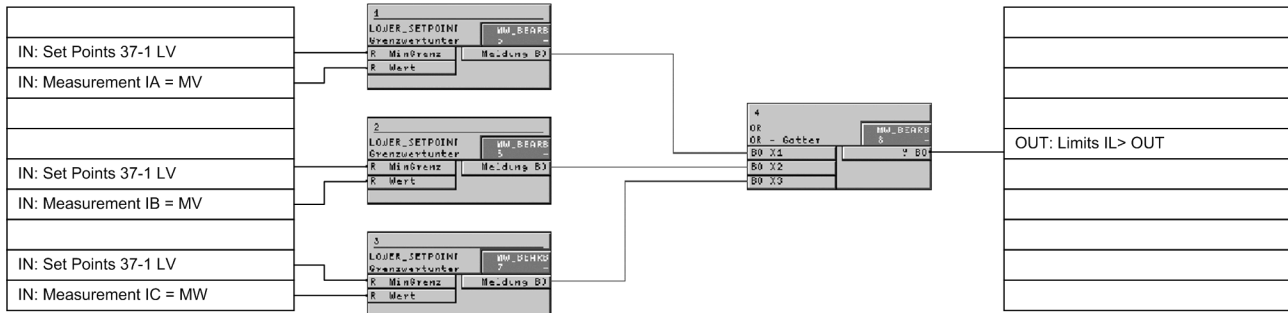 IN: Set Points 37-1 LV
IN: Measurement IA = MV
IN: Set Points 37-1 LV
IN: Measurement IB = MV
IN: Set Points 37-1 LV
IN: Measurement IC = MW
1
LOWER_SETPOINT
Grenzwertunter
MW_BEARB
5 -
R MinGrenz
Meldung BO
R Wert
2
LOWER_SETPOINT
Grenzwertunter
MW_BEARB
-
R MinGrenz
Meldung BO
R Wert
3
LOWER_SETPOINT
Grenzwertunter
MW_BEARB
7 -
R MinGrenz
Meldung BO
R Wert
4
OR
OR - Gatter
MW_BEARB
8 -
BO X1
Y BO
BO X2
BO X3
OUT: Limits IL> OUT